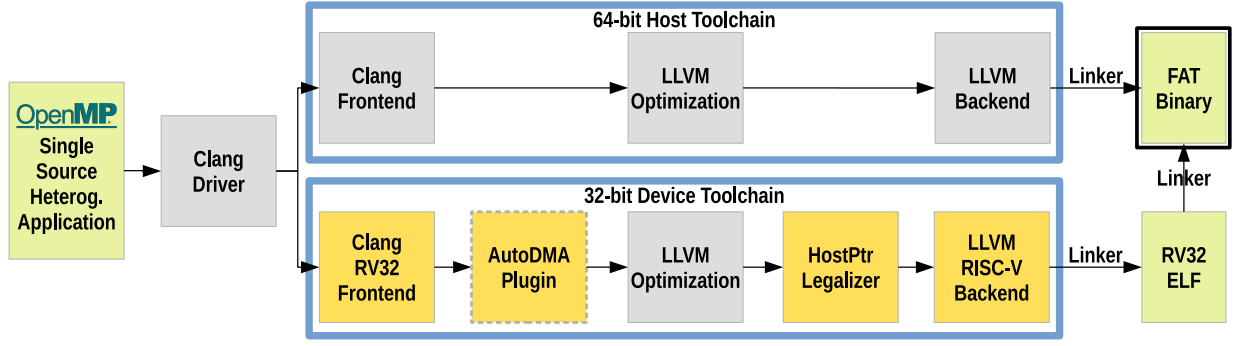 64-bit Host Toolchain
Clang
Frontend
LLVM
Optimization
LLVM
Backend
Linker
FAT
Binary
OpenMP
Single
Source
Heterog.
Application
Clang
Driver
Linker
32-bit Device Toolchain
Clang
RV32
Frontend
AutoDMA
Plugin
LLVM
Optimization
HostPtr
Legalizer
LLVM
RISC-V
Backend
Linker
RV32
ELF